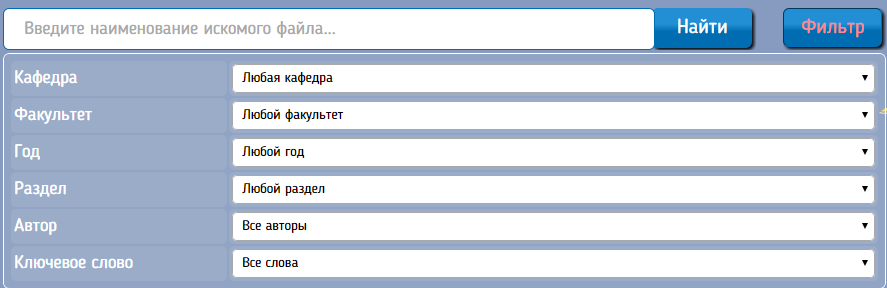 Введите наименование искомого файла... Найти Фильтр
Кафедра Любая кафедра
Факультет Любой факультет
Год Любой год
Раздел Любой раздел
Автор Все авторы
Ключевое слово Все слова